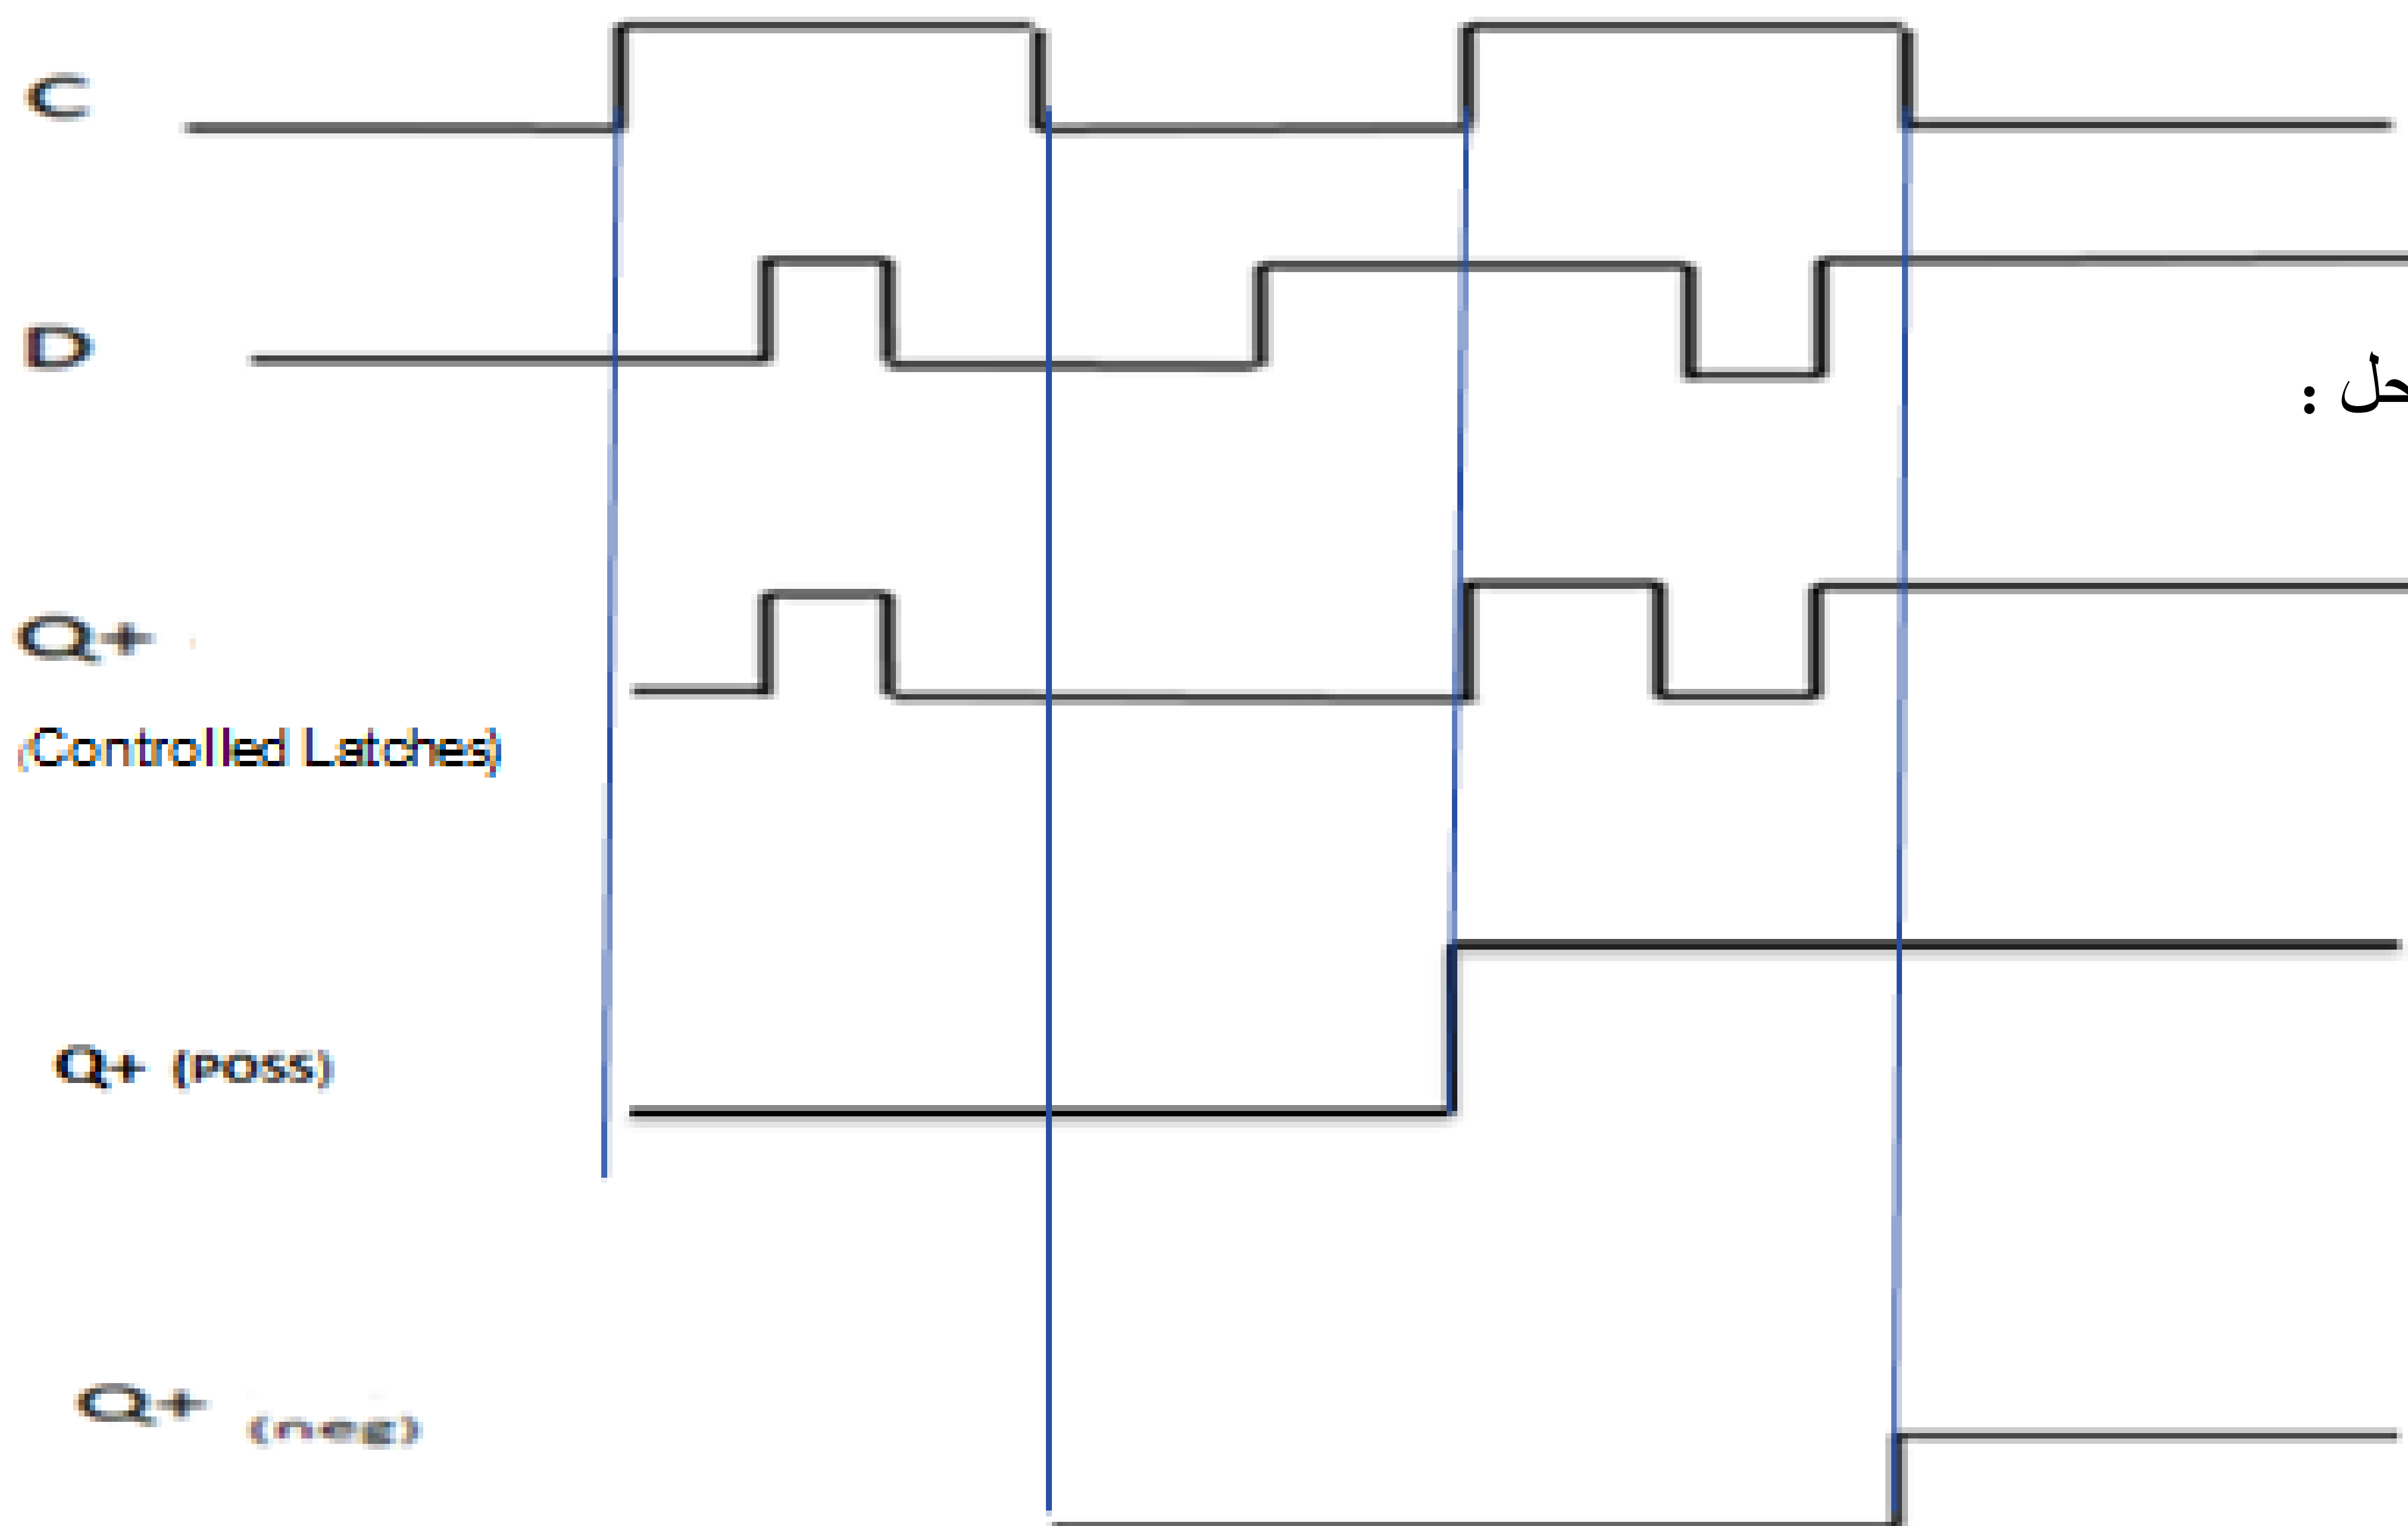 C
D
حل :
Q+
(Controlled Latches)
Q+ (POSS)
Q+ (neg)